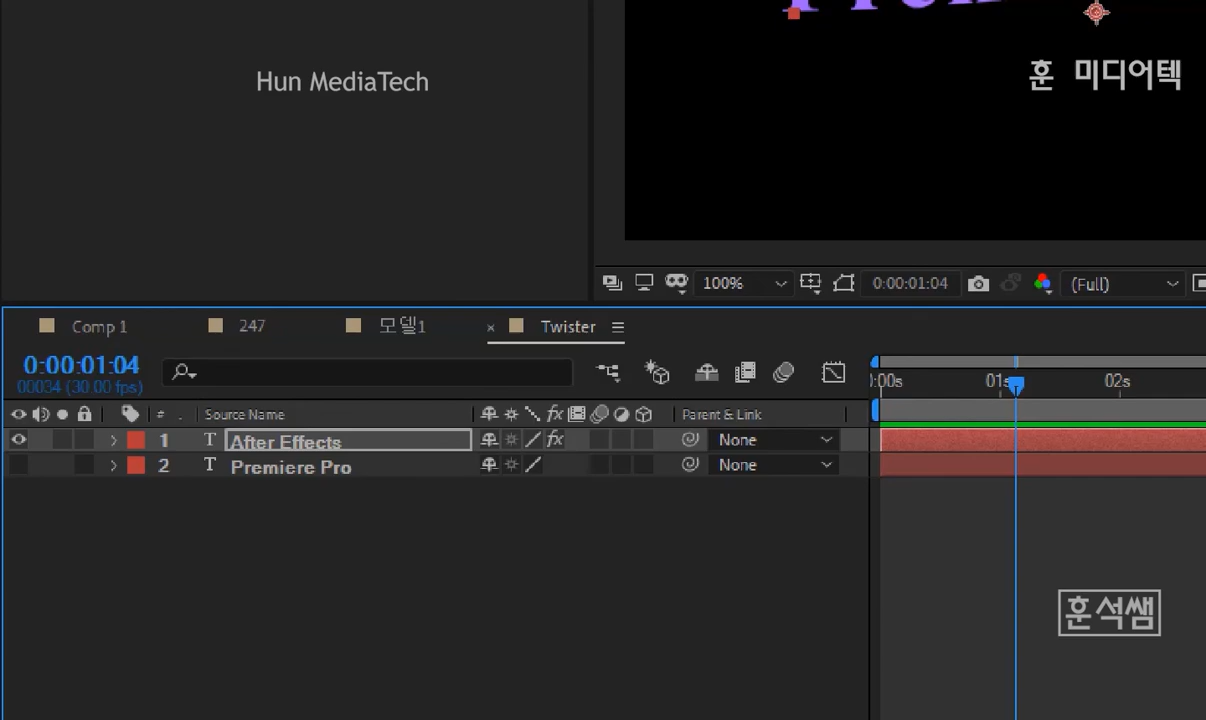 Hun MediaTech
훈 미디어텍
100%
0:00:01:04
(Full)
Comp 1
247
모델1
× Twister
0:00:01:04
00034 (30.00 fps)
:00s
01s
02s
# . Source Name
fx
Parent & Link
1 T After Effects
fx
None
2 T Premiere Pro
None
훈석쌤